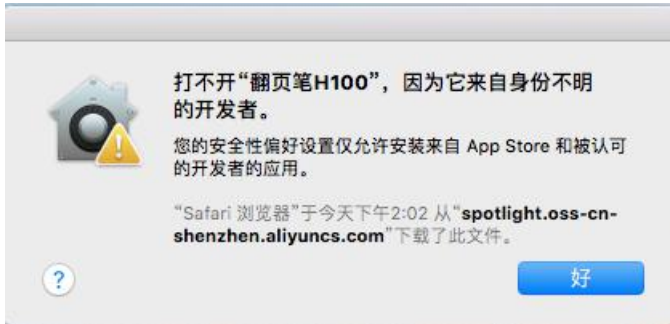 打不开“翻页笔H100”，因为它来自身份不明
的开发者。
您的安全性偏好设置仅允许安装来自 App Store 和被认可
的开发者的应用。
“Safari 浏览器”于今天下午2:02 从“spotlight.oss-cn-
shenzhen.aliyuncs.com”下载了此文件。
?
好